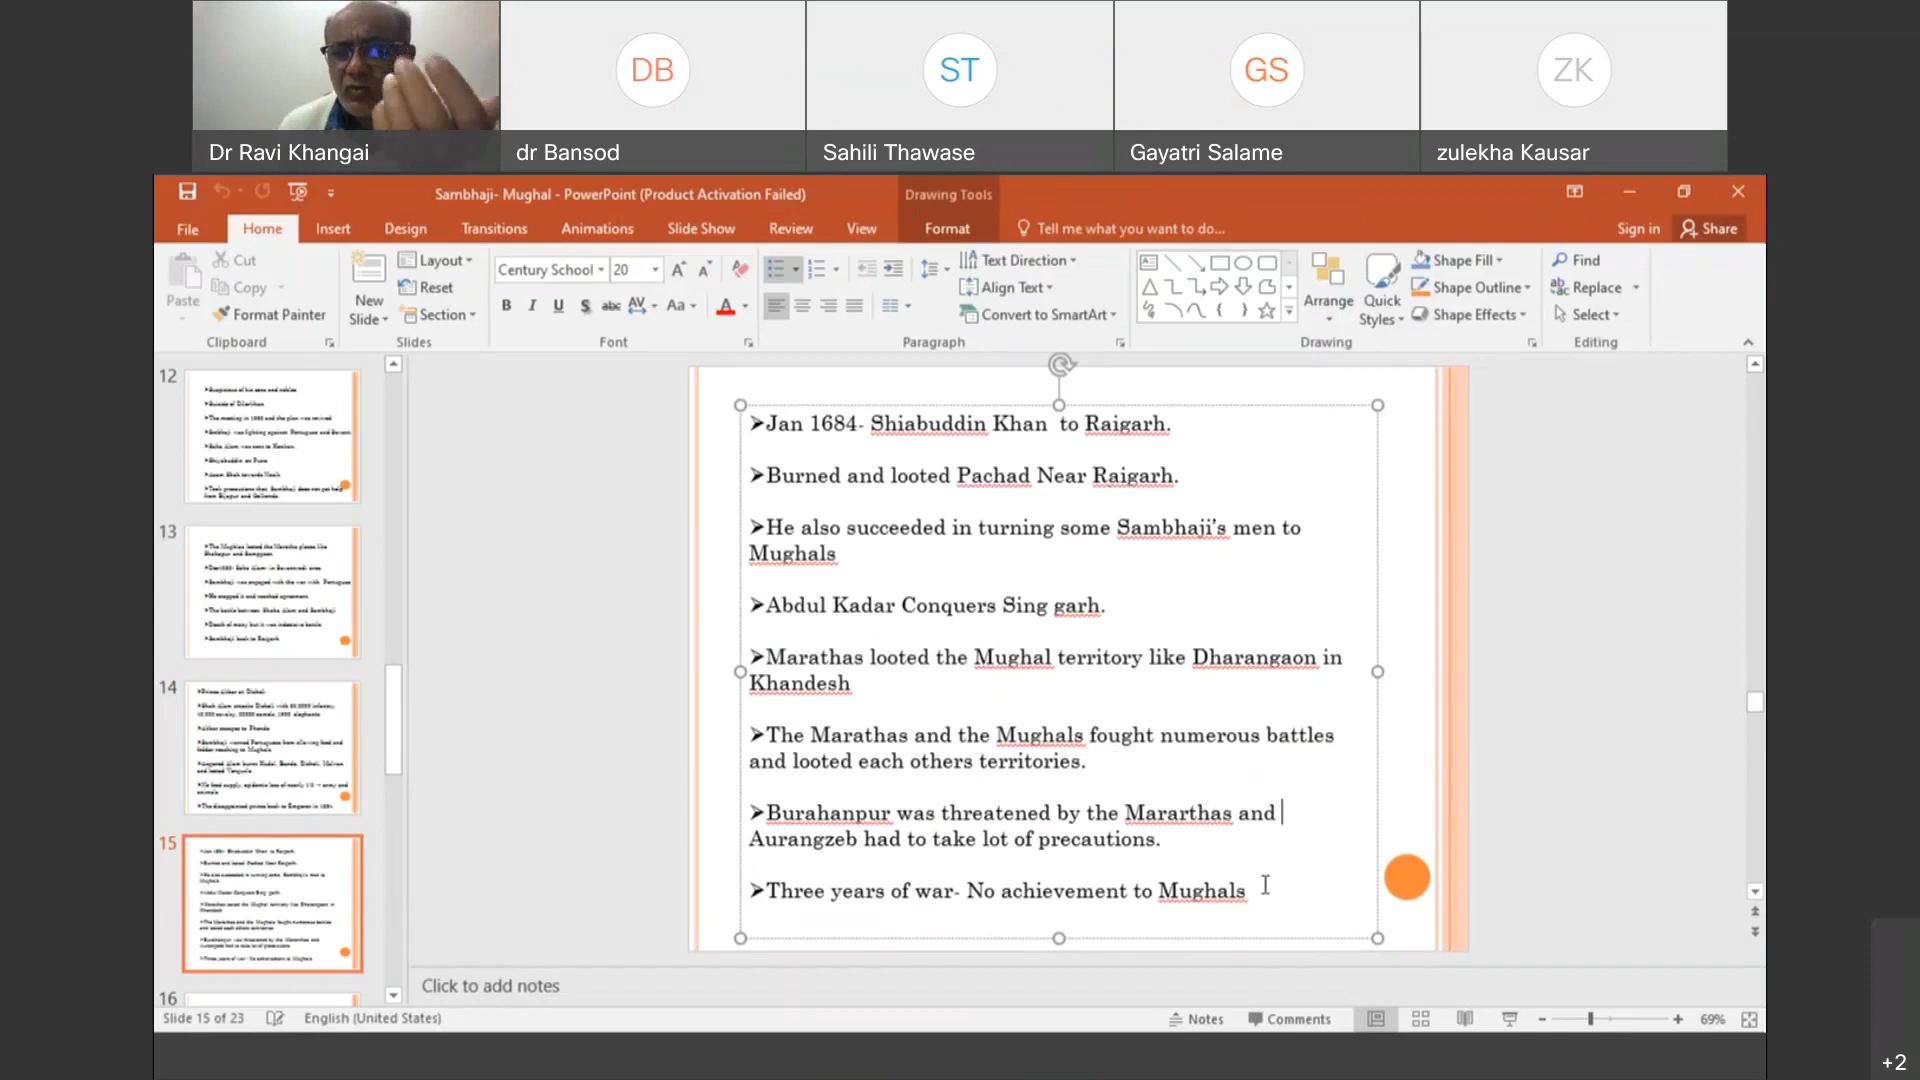 DB
ST
GS
ZK
Dr Ravi Khangai
dr Bansod
Sahili Thawase
Gayatri Salame
zulekha Kausar
Sambhaji- Mughal - PowerPoint (Product Activation Failed)
Drawing Tools
File Home Insert Design Transitions Animations Slide Show Review View Format Tell me what you want to do...
Sign in Share
Paste
Cut
Copy
Format Painter
Clipboard
New
Slide
Layout
Reset
Section
Slides
Century School 20
B I U S abc AV Aa A
Font
Text Direction
Align Text
Convert to SmartArt
Paragraph
Arrange
Quick
Styles
Shape Fill
Shape Outline
Shape Effects
Drawing
Find
Replace
Select
Editing
12
13
14
15
16
➢Jan 1684- Shiabuddin Khan to Raigarh.
➢Burned and looted Pachad Near Raigarh.
➢He also succeeded in turning some Sambhaji's men to
Mughals
➢Abdul Kadar Conquers Sing garh.
➢Marathas looted the Mughal territory like Dharangaon in
Khandesh
➢The Marathas and the Mughals fought numerous battles
and looted each others territories.
➢Burahanpur was threatened by the Mararthas and
Aurangzeb had to take lot of precautions.
➢Three years of war- No achievement to Mughals
Click to add notes
Slide 15 of 23 English (United States)
Notes Comments 69%
+2